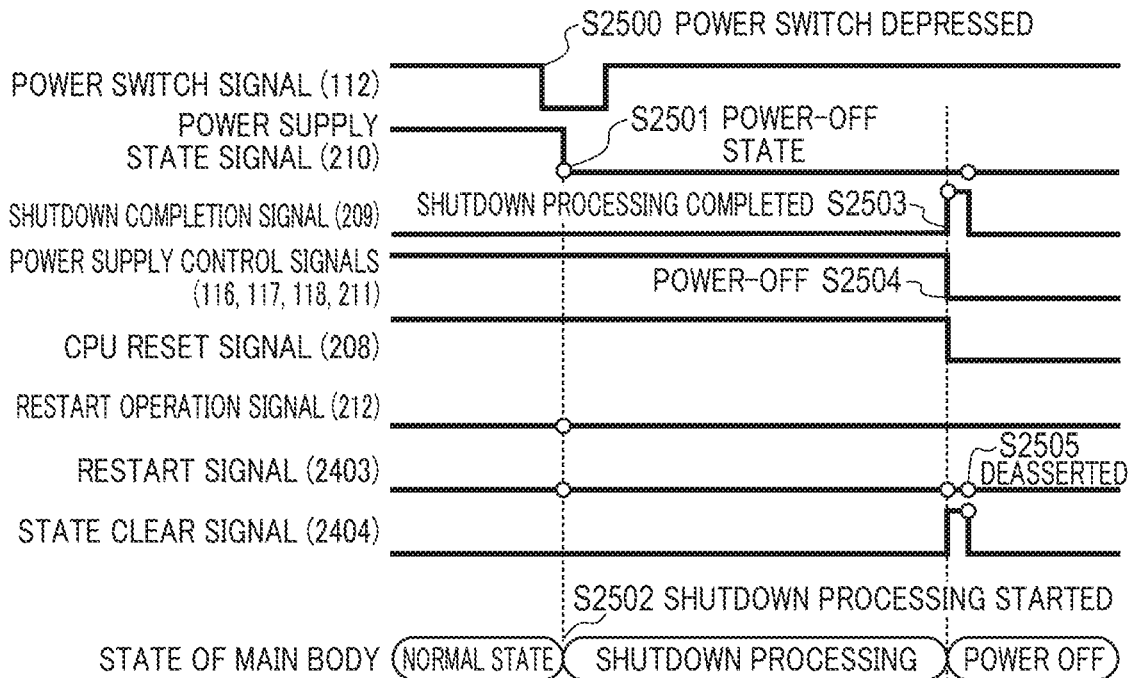 S2500 POWER SWITCH DEPRESSED
POWER SWITCH SIGNAL (112)
POWER SUPPLY
STATE SIGNAL (210)
S2501 POWER-OFF
STATE
SHUTDOWN COMPLETION SIGNAL (209)
SHUTDOWN PROCESSING COMPLETED S2503
POWER SUPPLY CONTROL SIGNALS
(116, 117, 118, 211)
POWER-OFF S2504
CPU RESET SIGNAL (208)
RESTART OPERATION SIGNAL (212)
RESTART SIGNAL (2403)
S2505
DEASSERTED
STATE CLEAR SIGNAL (2404)
S2502 SHUTDOWN PROCESSING STARTED
STATE OF MAIN BODY NORMAL STATE SHUTDOWN PROCESSING POWER OFF